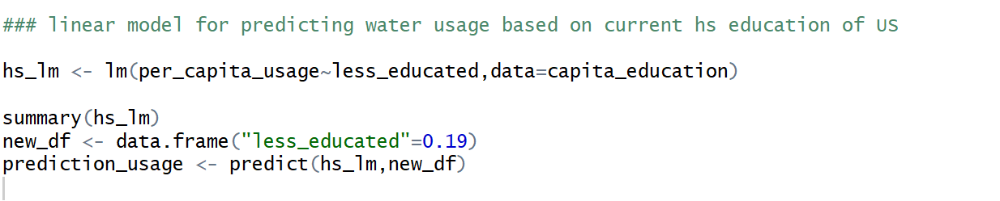 ### linear model for predicting water usage based on current hs education of US
hs_lm <- lm(per_capita_usage~less_educated,data=capita_education)
summary(hs_lm)
new_df <- data.frame("less_educated"=0.19)
prediction_usage <- predict(hs_lm,new_df)